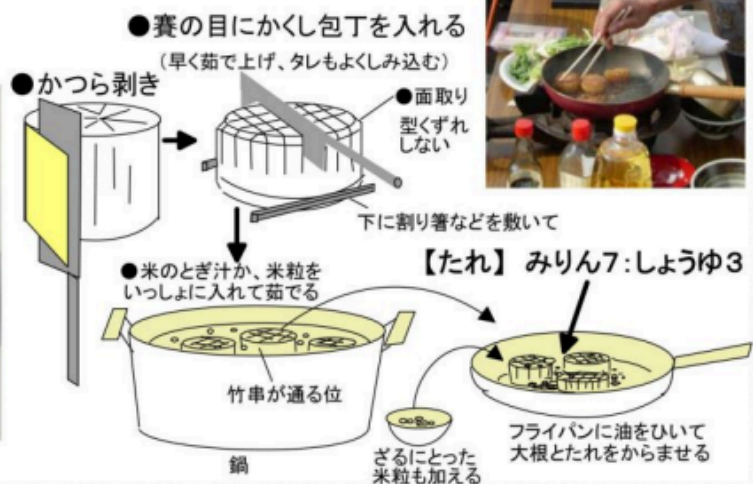 ●賽の目にかくし包丁を入れる
(早く茹で上げ、タレもよくしみ込む)
●かつら剥き
●面取り
型くずれ
しない
下に割り箸などを敷いて
●米のとぎ汁か、米粒を
いっしょに入れて茹でる
【たれ】 みりん7:しょうゆ3
竹串が通る位
鍋
ざるにとった
米粒も加える
フライパンに油をひいて
大根とたれをからませる